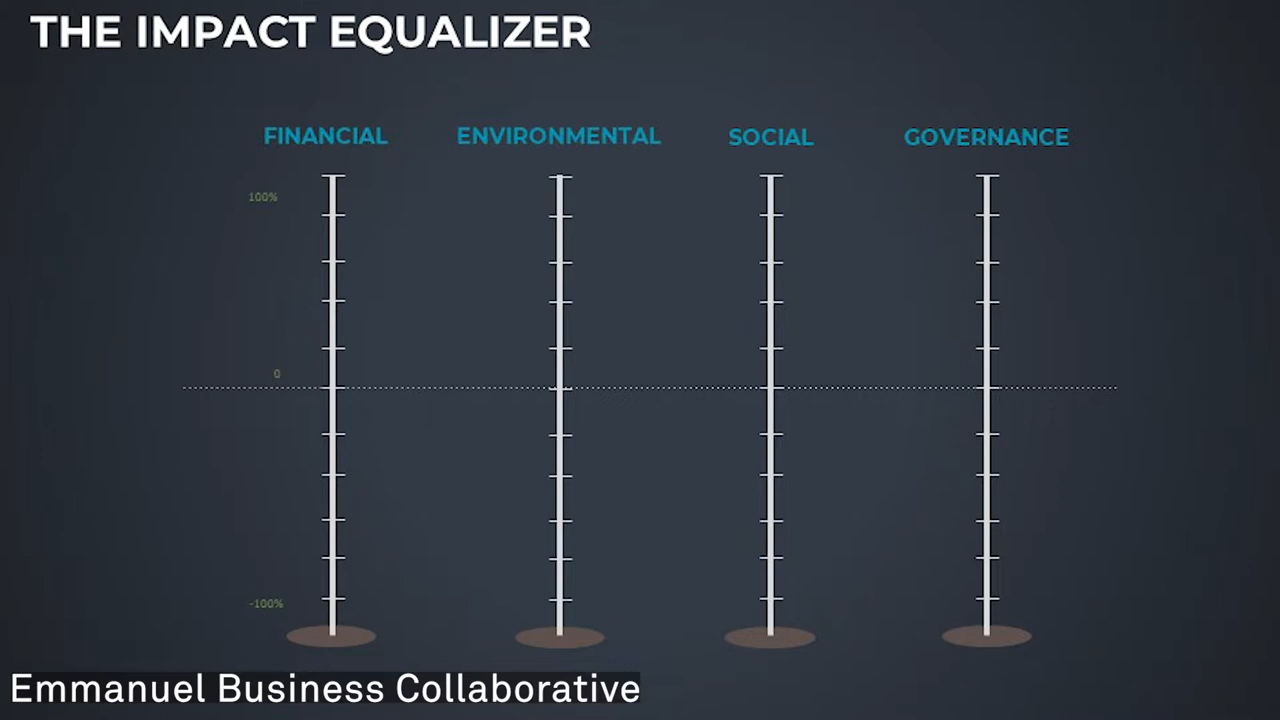 THE IMPACT EQUALIZER
FINANCIAL ENVIRONMENTAL SOCIAL GOVERNANCE
100%
0
-100%
Emmanuel Business Collaborative